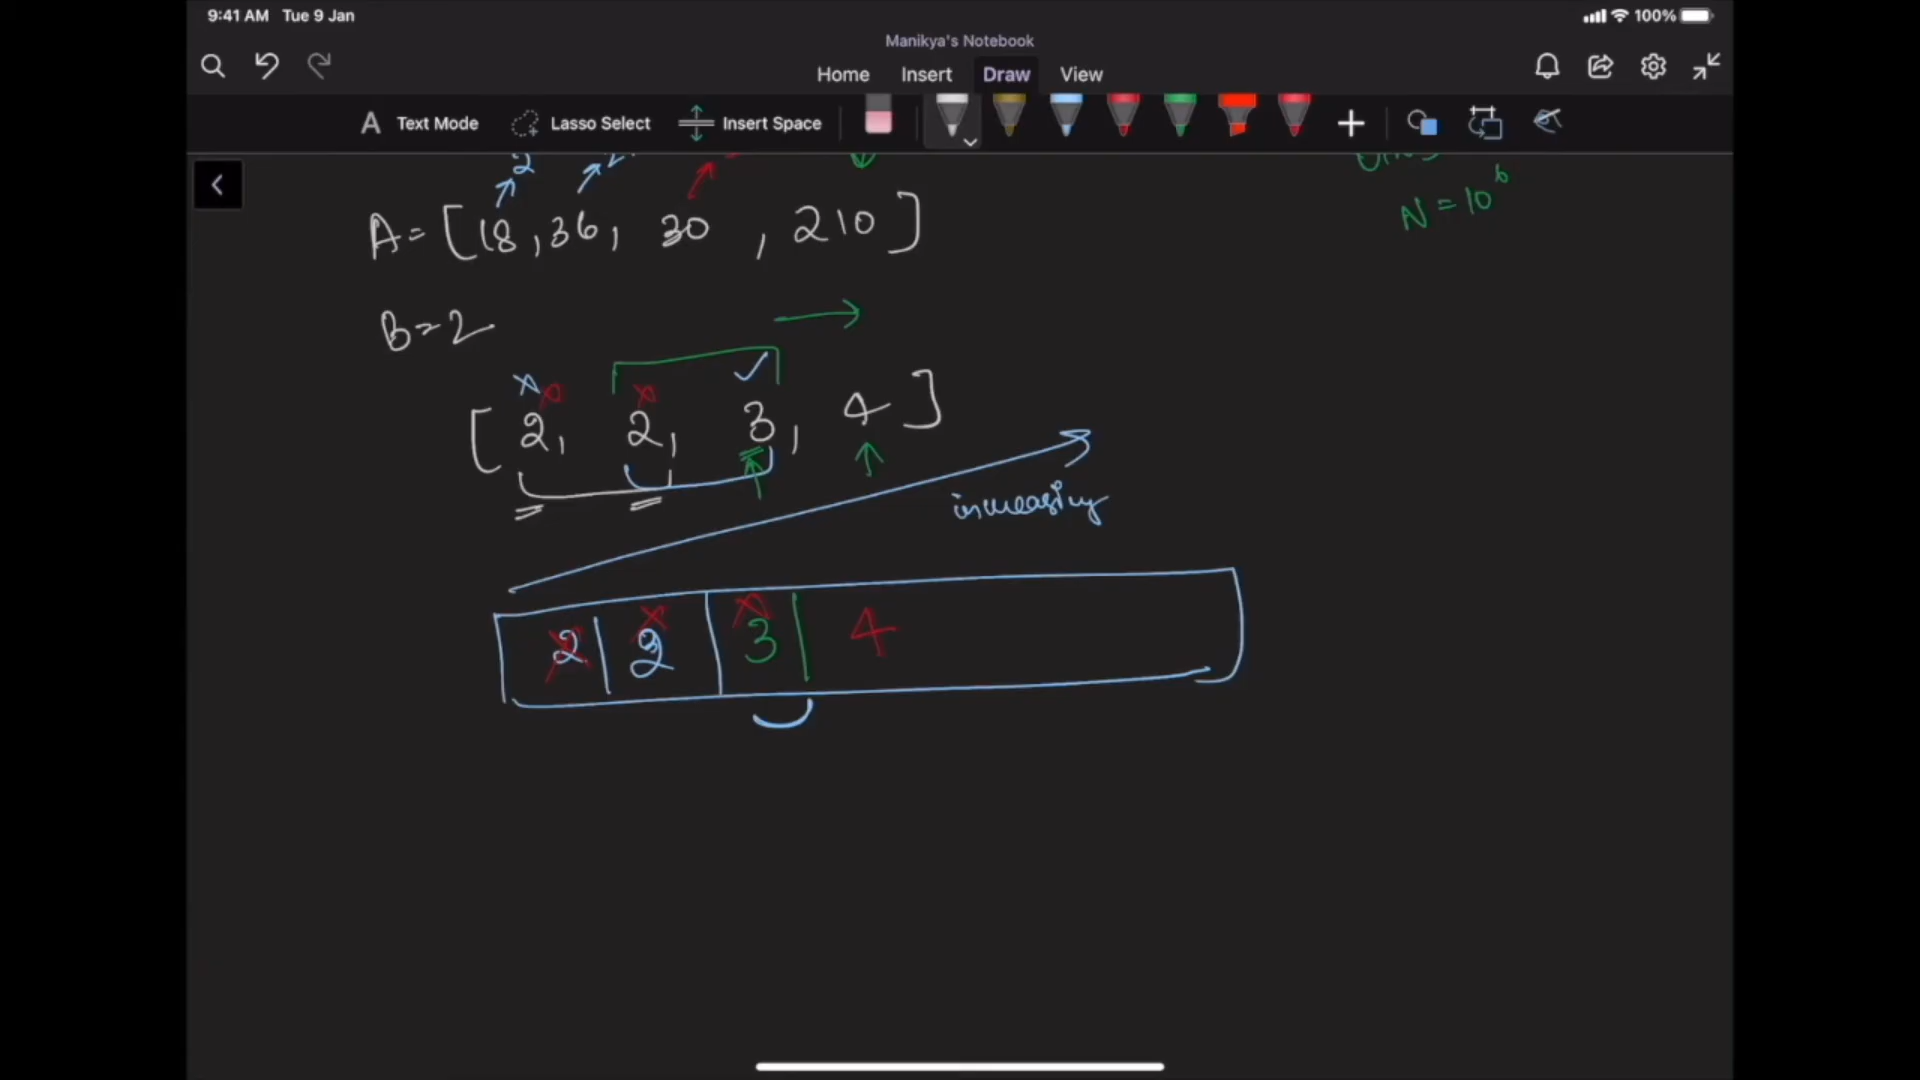 9:41 AM Tue 9 Jan 100%
Manikya's Notebook
Home Insert Draw View
A Text Mode Lasso Select Insert Space
2
N = 10^6
A = [18, 36, 30, 210]
B = 2
[2, 2, 3, 4]
increasing
2 2 3 4